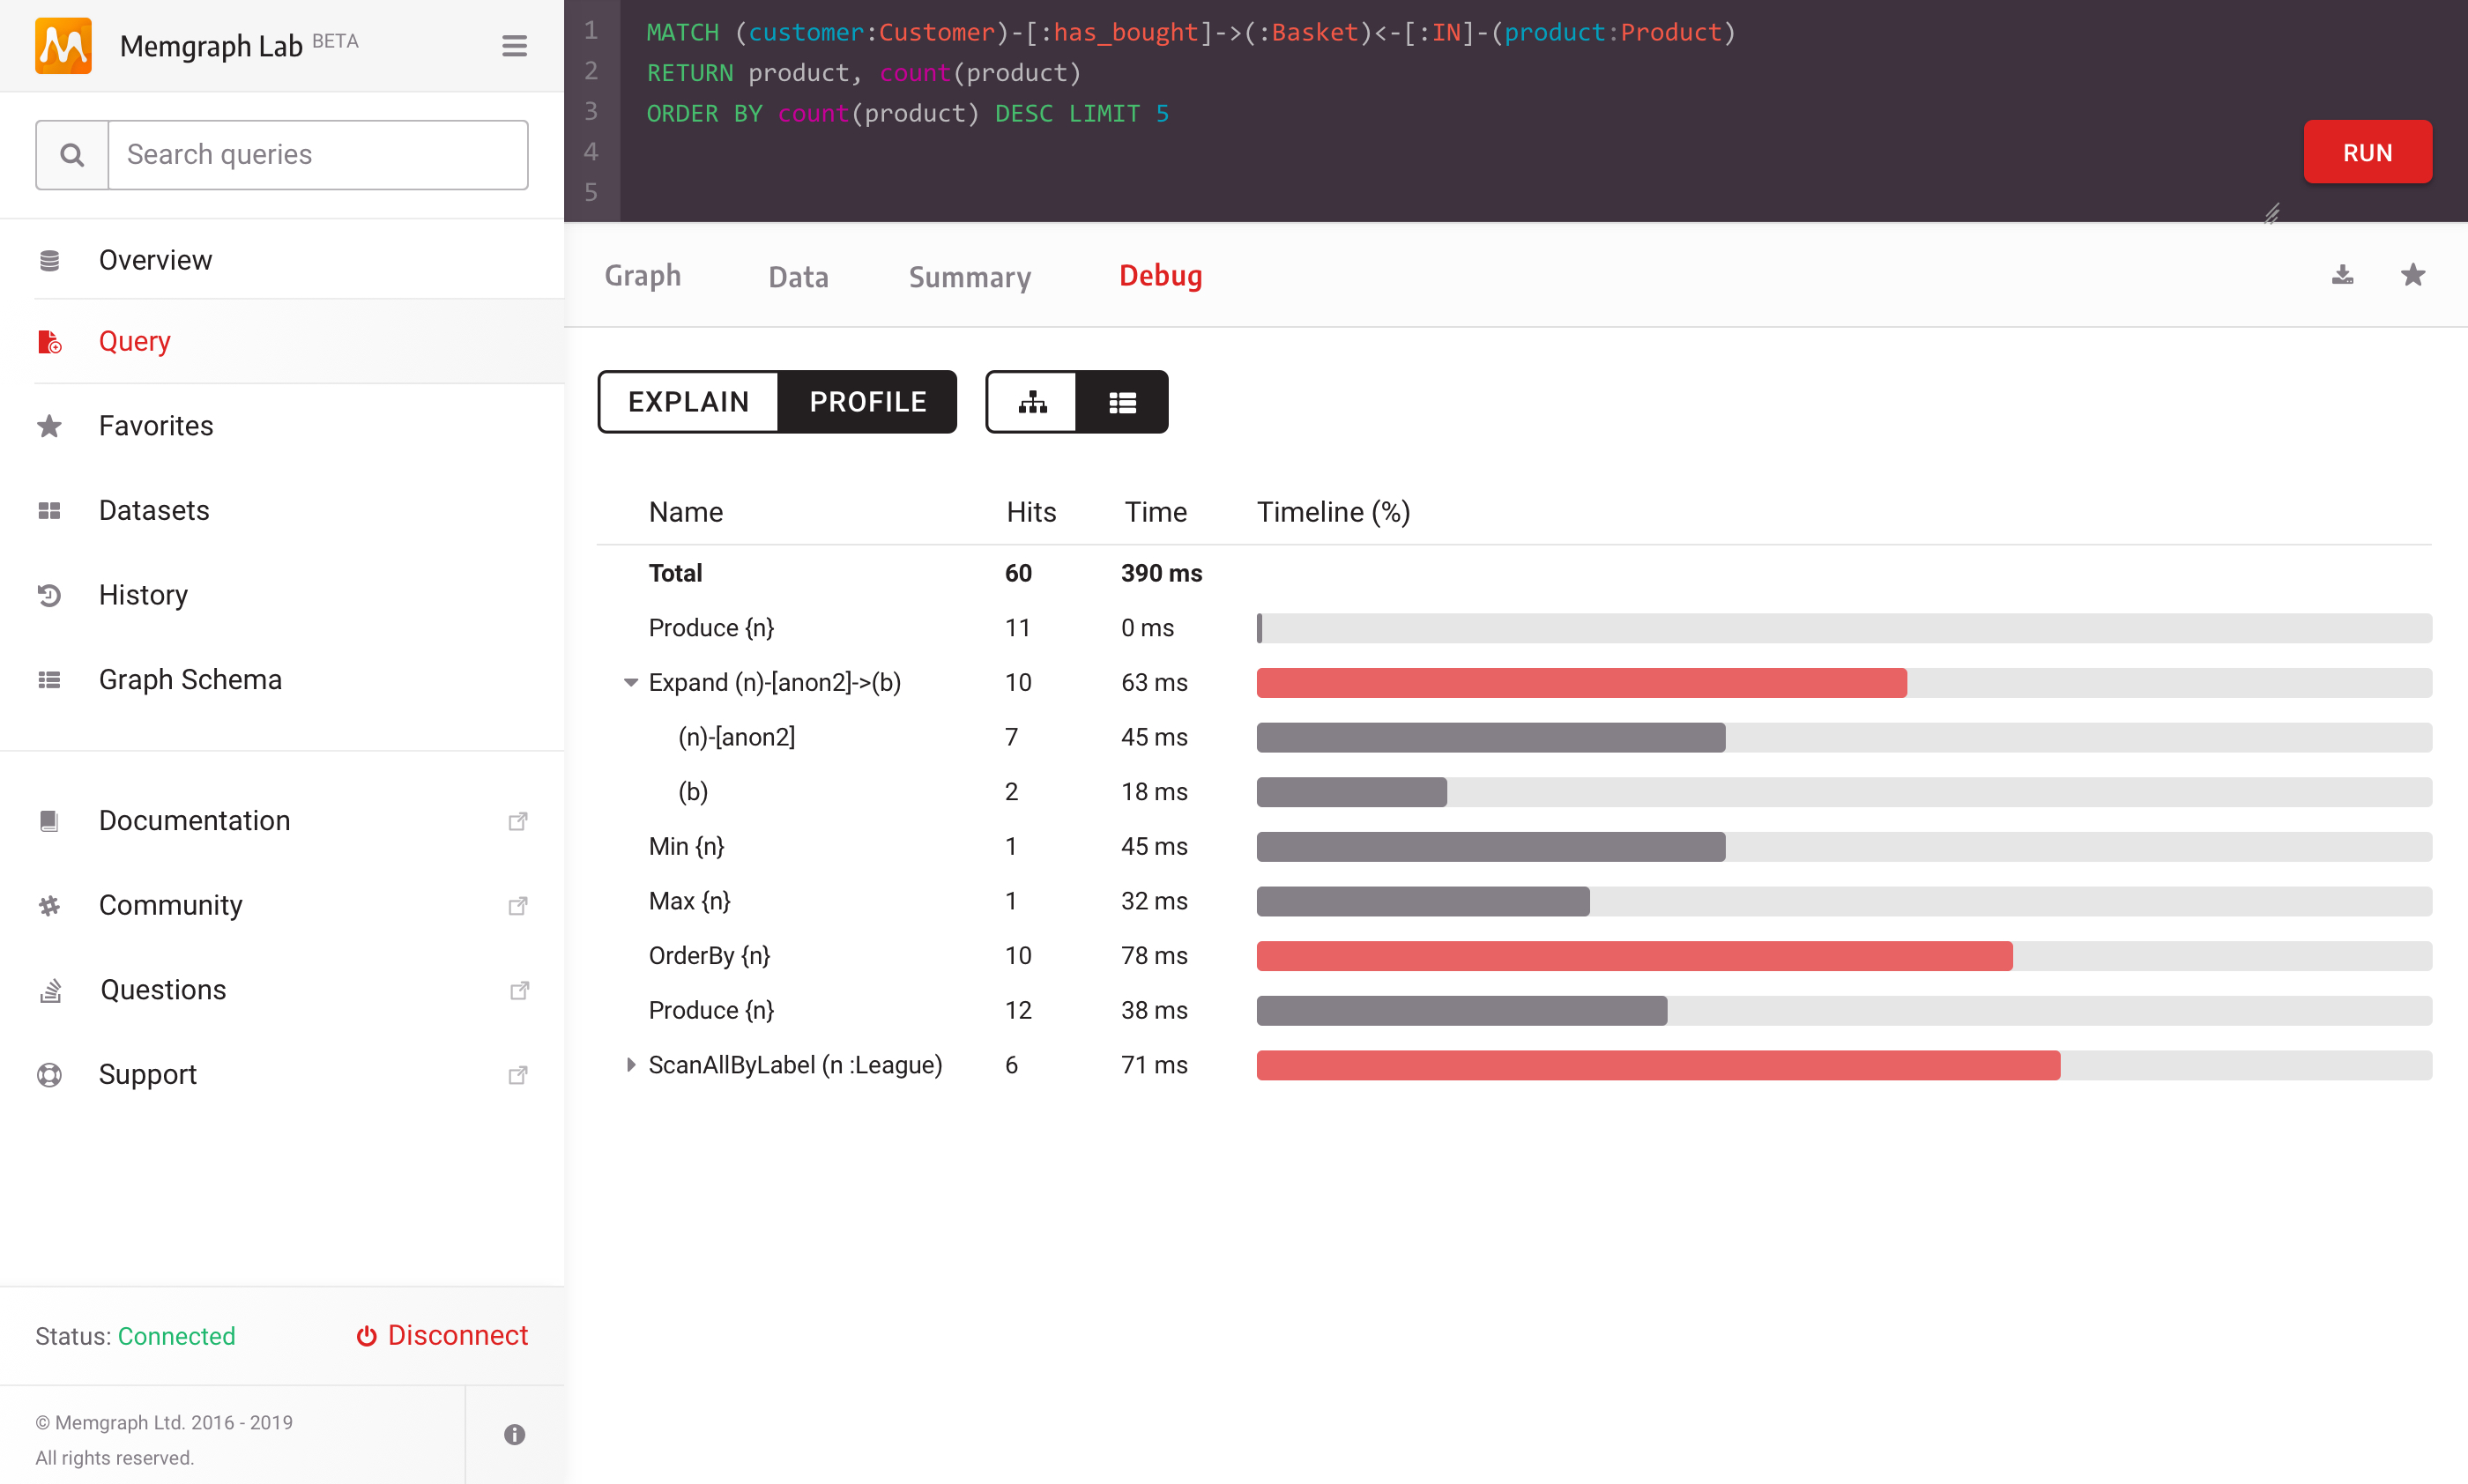 Memgraph Lab BETA
Search queries
Overview
Query
Favorites
Datasets
History
Graph Schema
Documentation
Community
Questions
Support
Status: Connected
Disconnect
© Memgraph Ltd. 2016 - 2019
All rights reserved.
1 MATCH (customer:Customer)-[:has_bought]->(:Basket)<-[:IN]-(product:Product)
2 RETURN product, count(product)
3 ORDER BY count(product) DESC LIMIT 5
4
5
RUN
Graph Data Summary Debug
EXPLAIN PROFILE
Name Hits Time Timeline (%)
Total 60 390 ms
Produce {n} 11 0 ms
Expand (n)-[anon2]->(b) 10 63 ms
(n)-[anon2] 7 45 ms
(b) 2 18 ms
Min {n} 1 45 ms
Max {n} 1 32 ms
OrderBy {n} 10 78 ms
Produce {n} 12 38 ms
ScanAllByLabel (n :League) 6 71 ms